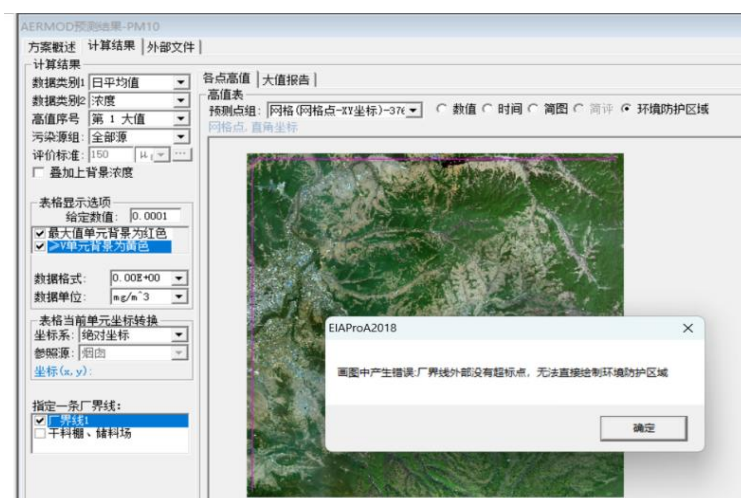 AERMOD预测结果-PM10
方案概述 计算结果 外部文件
计算结果
数据类别1 日平均值
数据类别2 浓度
高值序号 第 1 大值
污染源组: 全部源
评价标准: 150
叠加上背景浓度
表格显示选项
给定数值: 0.0001
最大值单元背景为红色
≥V单元背景为黄色
数据格式: 0.00E+00
数据单位: mg/m^3
表格当前单元坐标转换
坐标系: 绝对坐标
参照源: 烟囱
坐标(x, y):
指定一条厂界线:
厂界线1
干料棚、储料场
各点高值 大值报告
高值表
预测点组: 网格(网格点-XY坐标)-376 数值 时间 简图 简评 环境防护区域
网格点, 直角坐标
EIAProA2018
画图中产生错误:厂界线外部没有超标点，无法直接绘制环境防护区域
确定